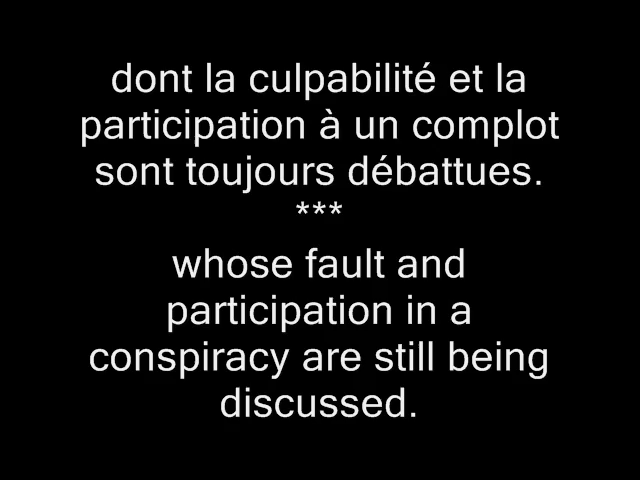 dont la culpabilité et la
participation à un complot
sont toujours débattues.
***
whose fault and
participation in a
conspiracy are still being
discussed.